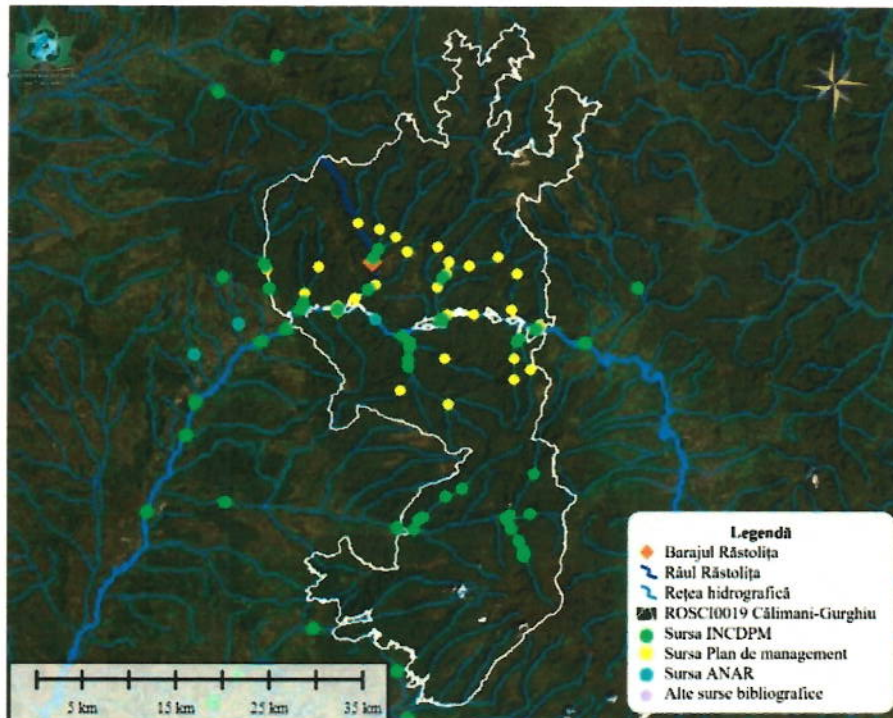 Legendă
Barajul Răstolița
Râul Răstolița
Rețea hidrografică
ROSCI0019 Călimani-Gurghiu
Sursa INCDPM
Sursa Plan de management
Sursa ANAR
Alte surse bibliografice
5 km 15 km 25 km 35 km